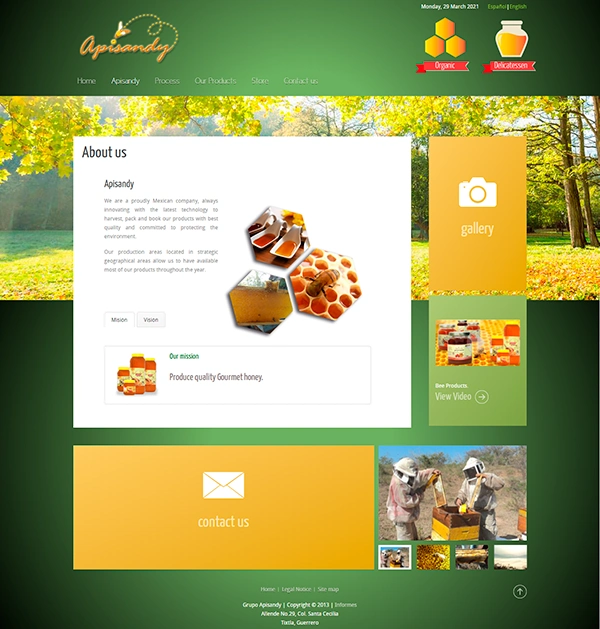 Monday, 29 March 2021
Español | English
Apisandy
Organic
Delicatessen
Home
Apisandy
Process
Our Products
Store
Contact us
About us
Apisandy
We are a proudly Mexican company, always
innovating with the latest technology to
harvest, pack and book our products with best
quality and committed to protecting the
environment.
Our production areas located in strategic
geographical areas allow us to have available
most of our products throughout the year.
Misión
Vision
Our mission
Produce quality Gourmet honey.
gallery
Bee Products
View Video
contact us
Home | Legal Notice | Site map
Grupo Apisandy | Copyright © 2013 | Informes
Allende No.29, Col. Santa Cecilia
Tixtla, Guerrero